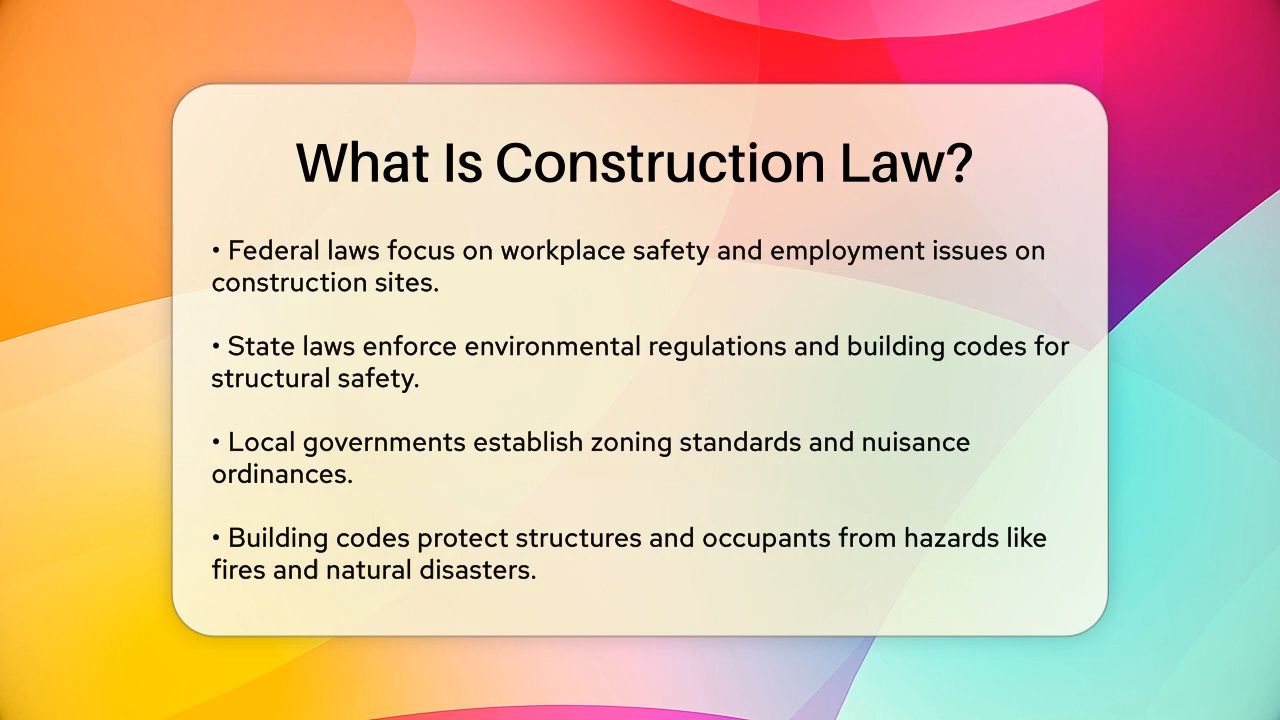 What Is Construction Law?
• Federal laws focus on workplace safety and employment issues on
construction sites.
• State laws enforce environmental regulations and building codes for
structural safety.
• Local governments establish zoning standards and nuisance
ordinances.
• Building codes protect structures and occupants from hazards like
fires and natural disasters.